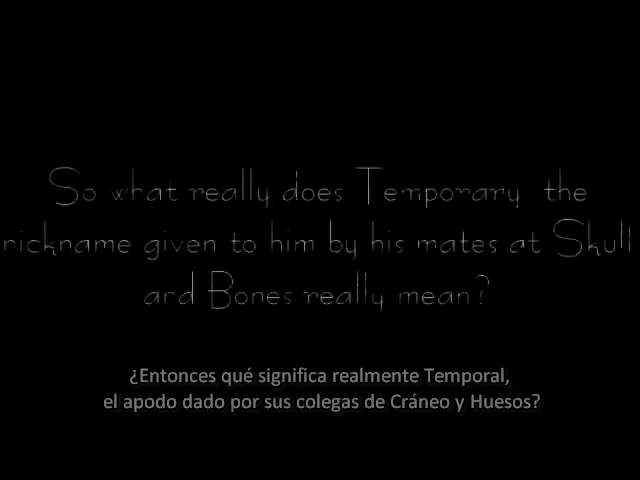 So what really does Temporary, the
nickname given to him by his mates at Skull
and Bones really mean?
¿Entonces qué significa realmente Temporal,
el apodo dado por sus colegas de Cráneo y Huesos?